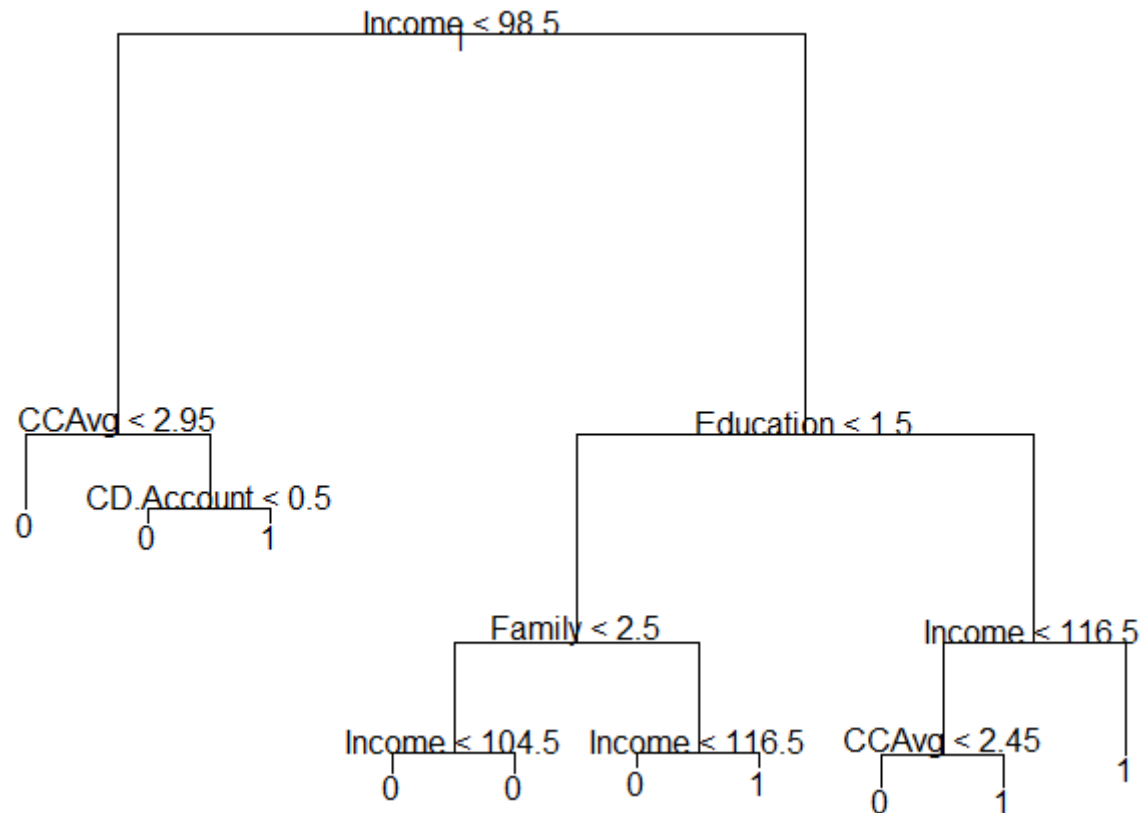 Income < 98.5
CCAvg < 2.95
Education < 1.5
CD.Account < 0.5
0
0
1
Family < 2.5
Income < 116.5
Income < 104.5
Income < 116.5
CCAvg < 2.45
1
0
0
0
1
0
1